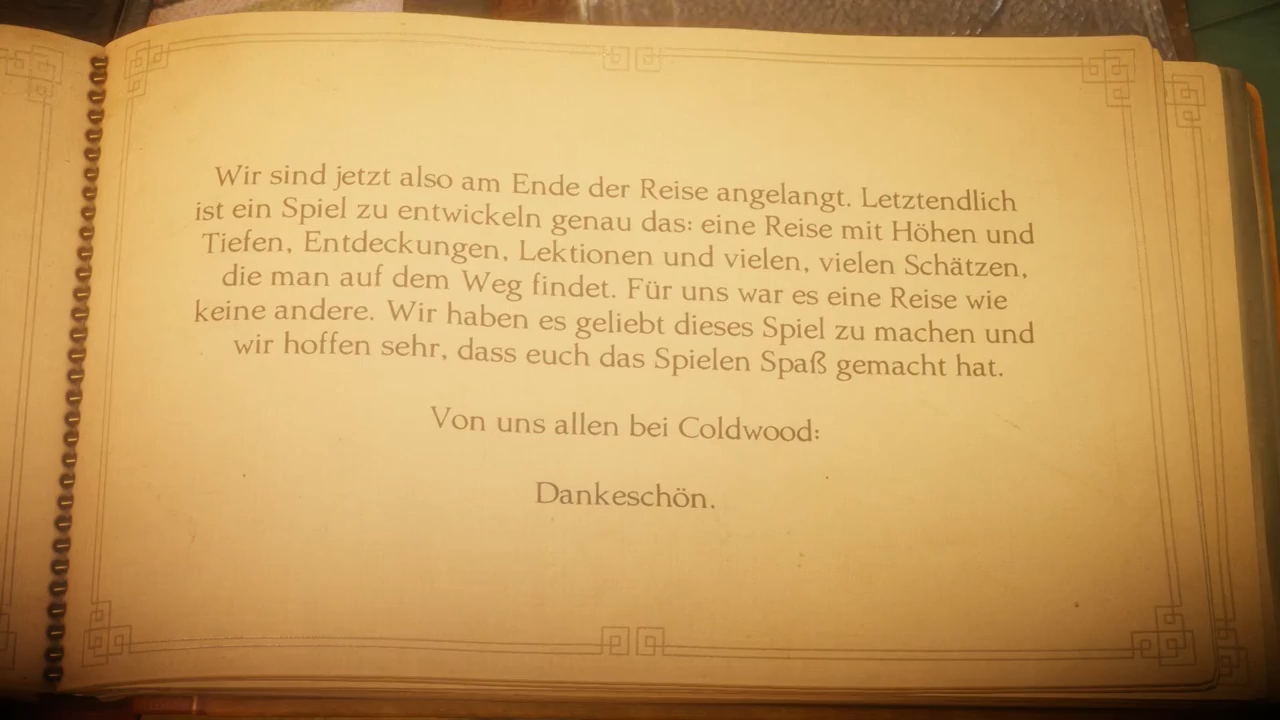 Wir sind jetzt also am Ende der Reise angelangt. Letztendlich
ist ein Spiel zu entwickeln genau das: eine Reise mit Höhen und
Tiefen, Entdeckungen, Lektionen und vielen, vielen Schätzen,
die man auf dem Weg findet. Für uns war es eine Reise wie
keine andere. Wir haben es geliebt dieses Spiel zu machen und
wir hoffen sehr, dass euch das Spielen Spaß gemacht hat.
Von uns allen bei Coldwood:
Dankeschön.